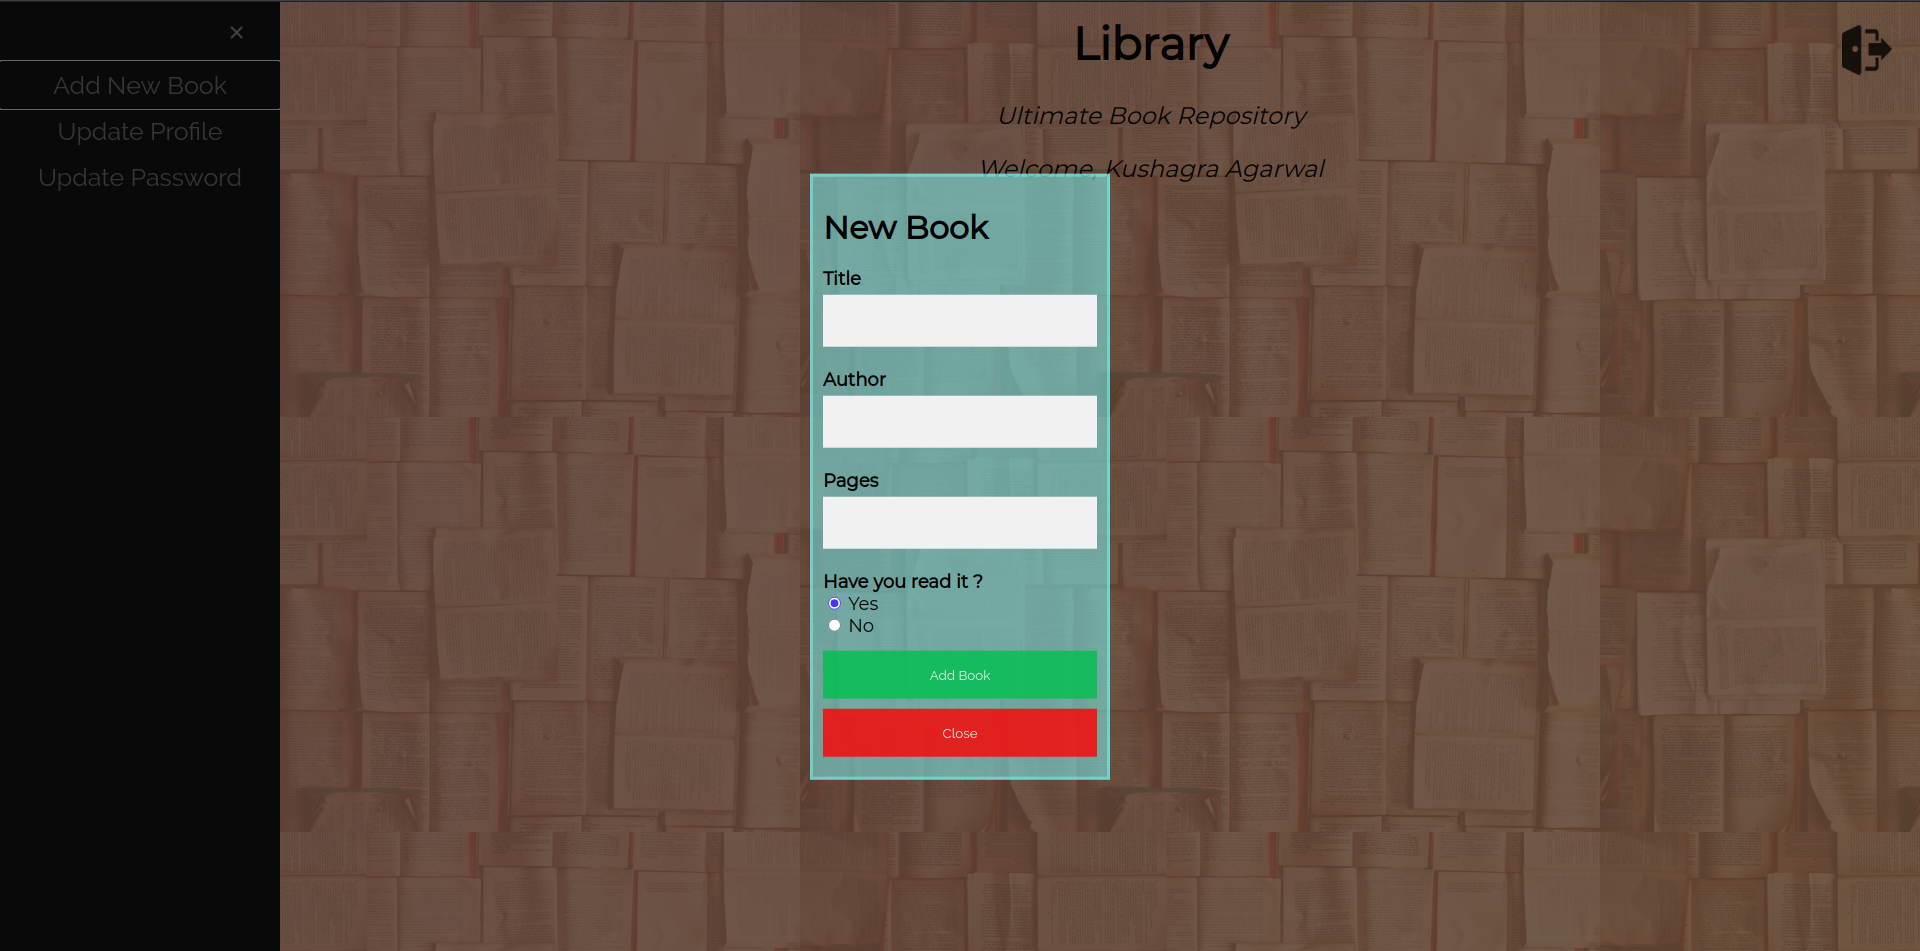 ×
Add New Book
Update Profile
Update Password
Library
Ultimate Book Repository
Welcome, Kushagra Agarwal
New Book
Title
Author
Pages
Have you read it ?
Yes
No
Add Book
Close